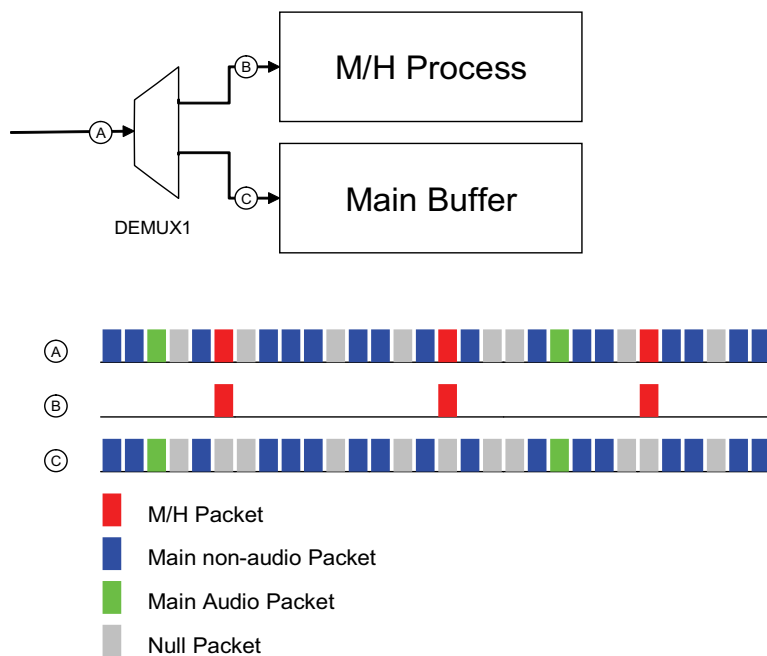 M/H Process
B
A
C
Main Buffer
DEMUX1
A
B
C
M/H Packet
Main non-audio Packet
Main Audio Packet
Null Packet